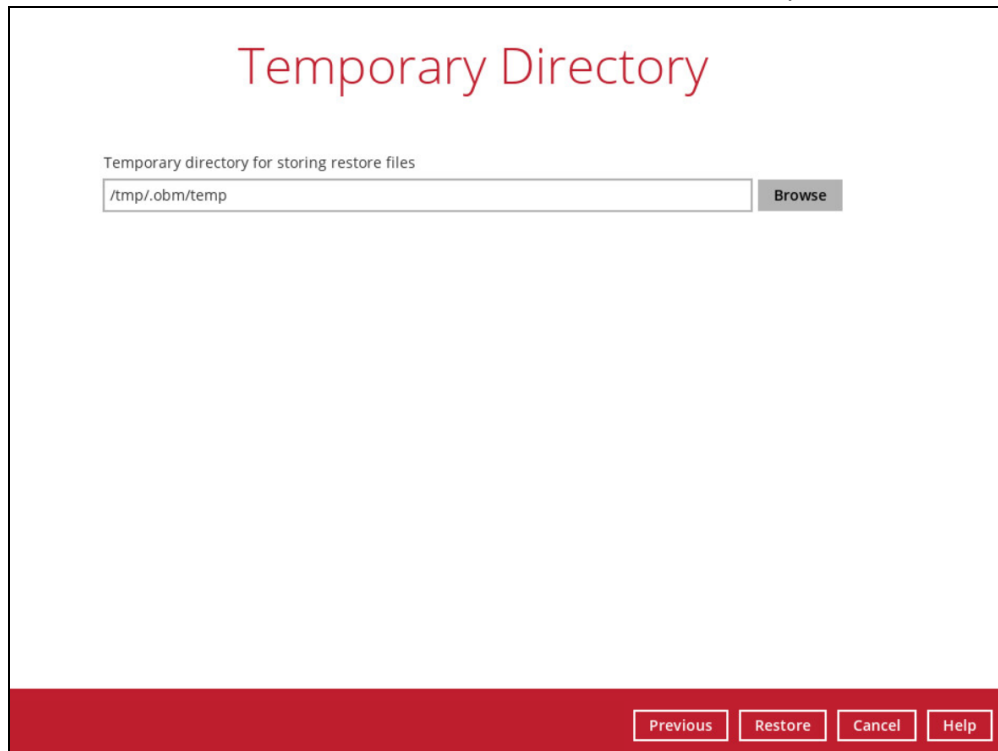 Temporary Directory
Temporary directory for storing restore files
/tmp/.obm/temp
Browse
Previous
Restore
Cancel
Help